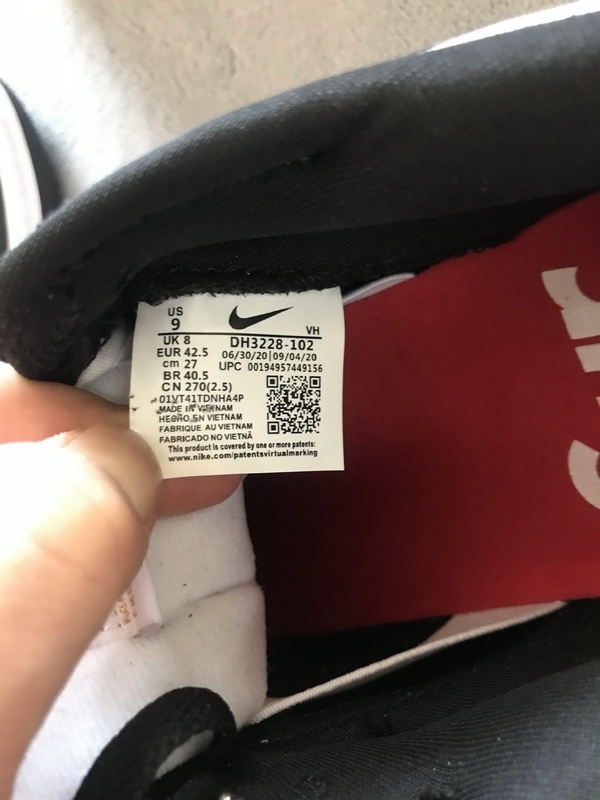 US
9
VH
UK 8
EUR 42.5
cm 27
BR 40.5
CN 270(2.5)
DH3228-102
06/30/20|09/04/20
UPC 00194957449156
01VT41TDNHA4P
MADE IN VIETNAM
HECHO EN VIETNAM
FABRIQUE AU VIETNAM
FABRICADO NO VIETNÃ
This product is covered by one or more patents:
www.nike.com/patentsvirtualmarking